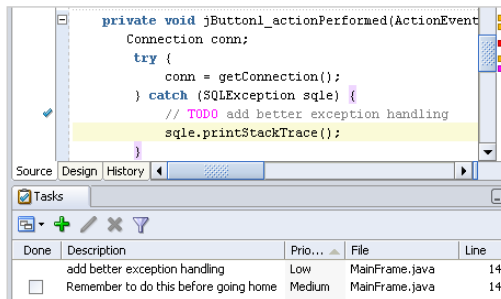 private void jButton1_actionPerformed(ActionEvent
Connection conn;
try {
conn = getConnection();
} catch (SQLException sqle) {
// TODO add better exception handling
sqle.printStackTrace();
}
Source Design History
Tasks
Done Description Prio... File Line
add better exception handling Low MainFrame.java 14
Remember to do this before going home Medium MainFrame.java 14